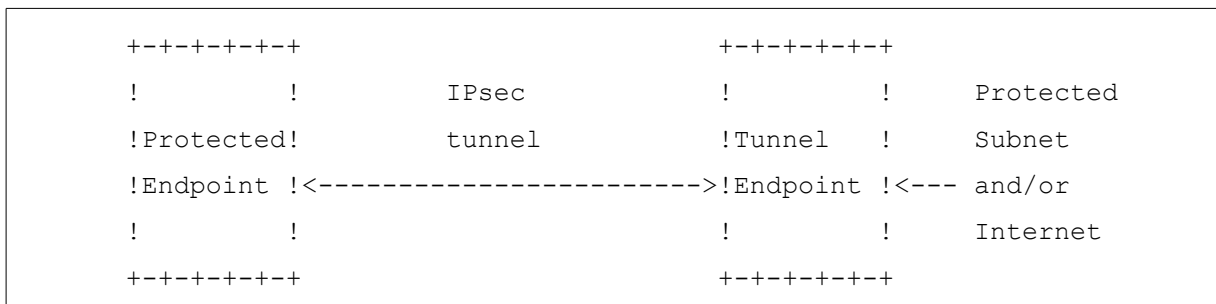 +-+-+-+-+-+                          +-+-+-+-+-+
!         !         IPsec            !         !     Protected
!Protected!         tunnel           !Tunnel   !     Subnet
!Endpoint !<------------------------>!Endpoint !<--- and/or
!         !                          !         !     Internet
+-+-+-+-+-+                          +-+-+-+-+-+